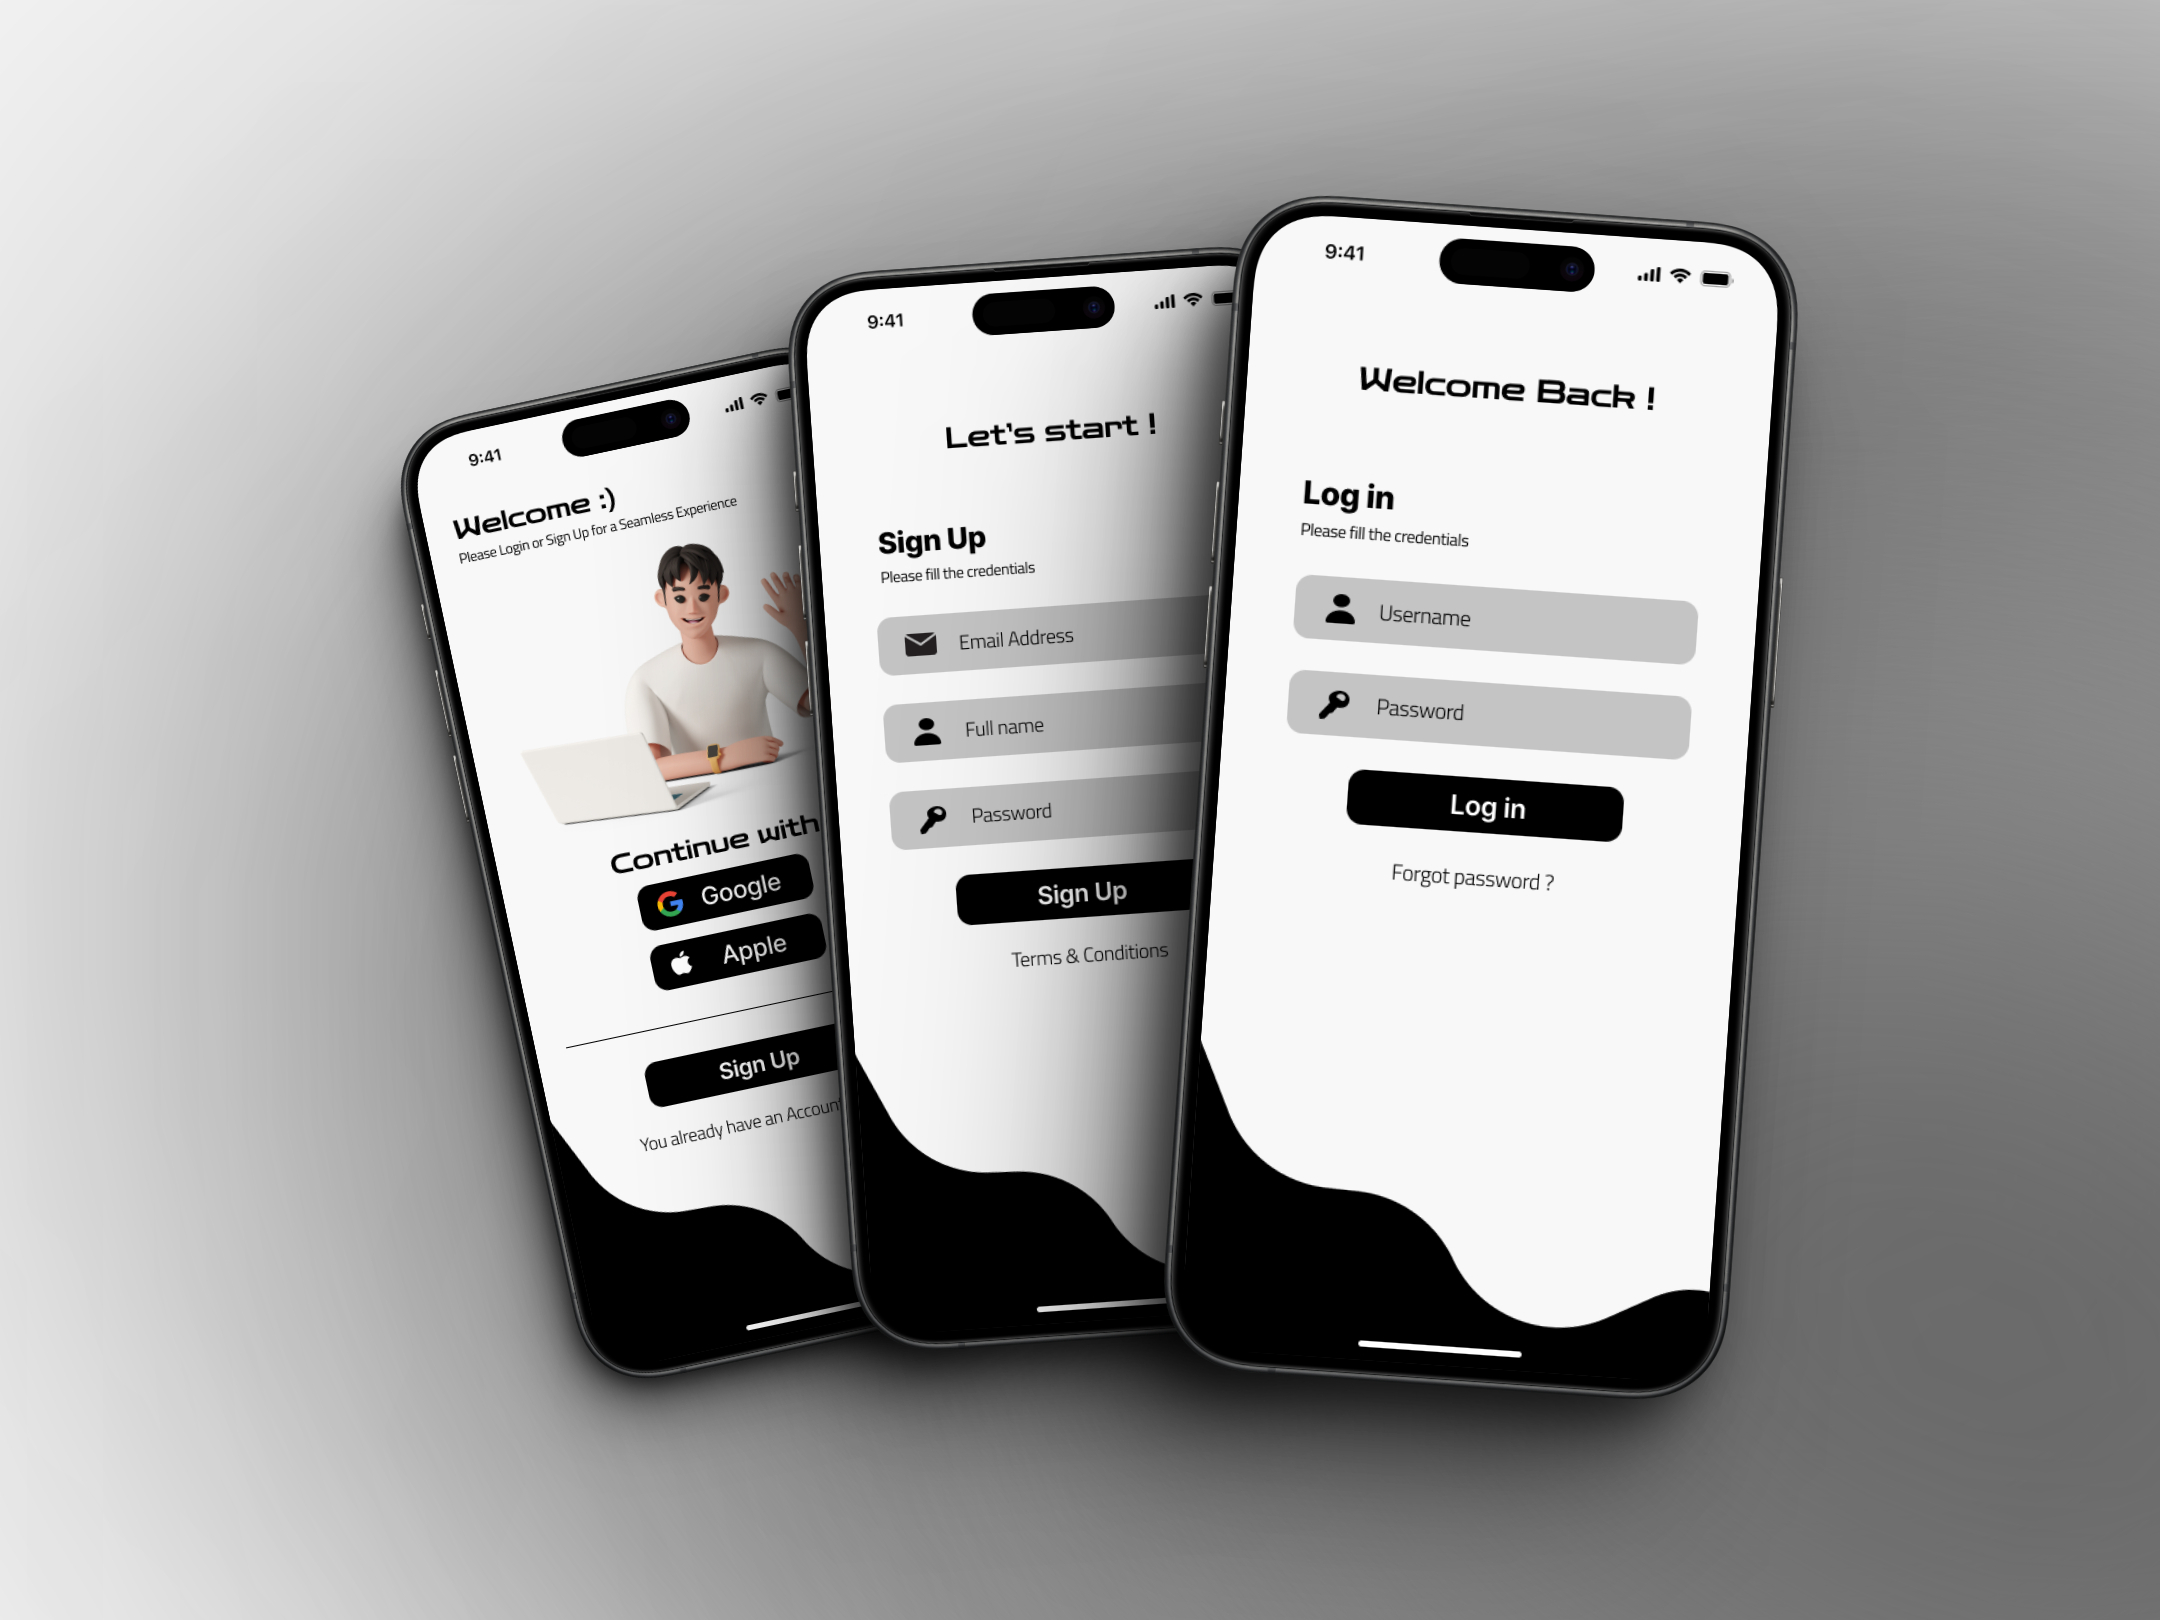 9:41
Welcome :)
Please Login or Sign Up for a Seamless Experience
Continue with
Google
Apple
Sign Up
You already have an Account
9:41
Let's start !
Sign Up
Please fill the credentials
Email Address
Full name
Password
Sign Up
Terms & Conditions
9:41
Welcome Back !
Log in
Please fill the credentials
Username
Password
Log in
Forgot password ?